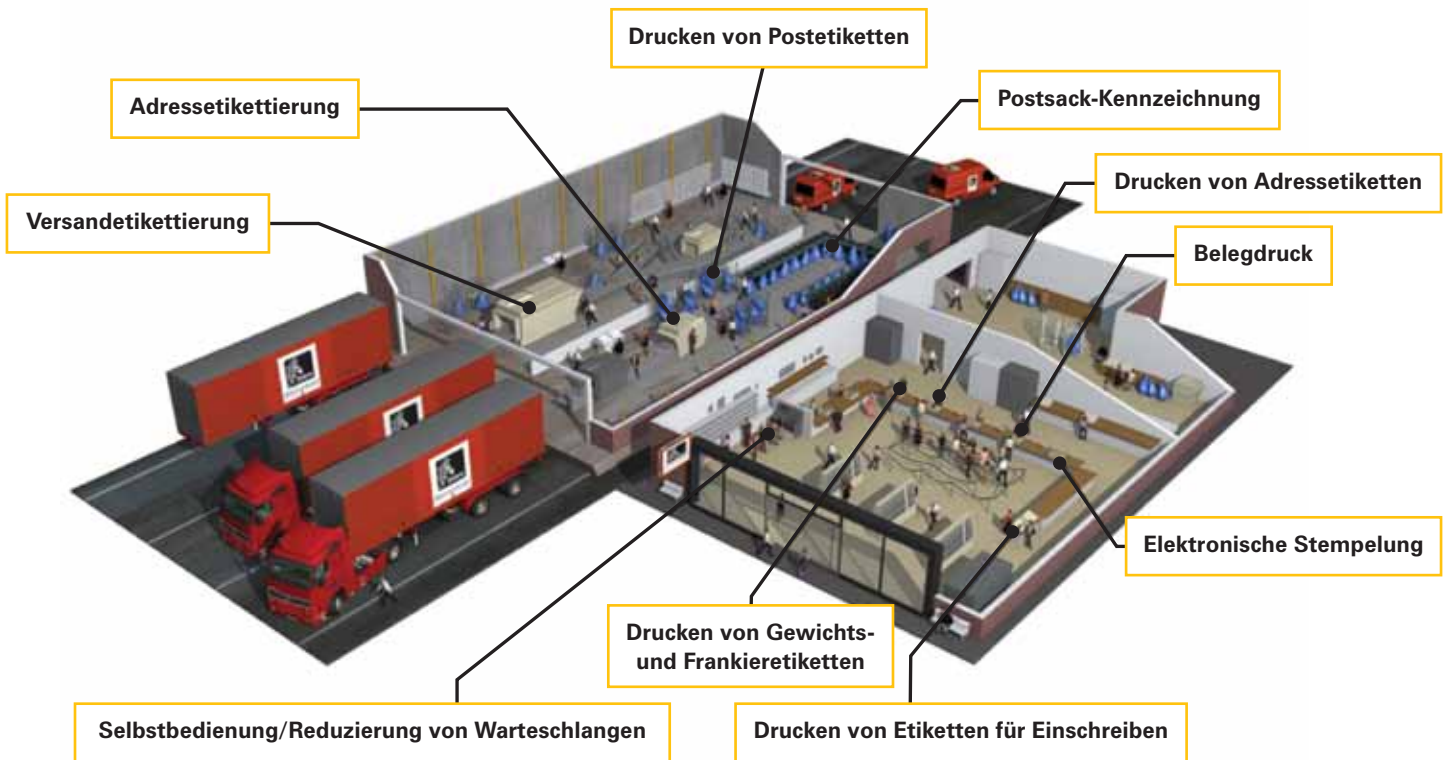 Drucken von Postetiketten
Adressetikettierung
Postsack-Kennzeichnung
Drucken von Adressetiketten
Versandetikettierung
Belegdruck
Elektronische Stempelung
Drucken von Gewichts-
und Frankieretiketten
Selbstbedienung/Reduzierung von Warteschlangen
Drucken von Etiketten für Einschreiben